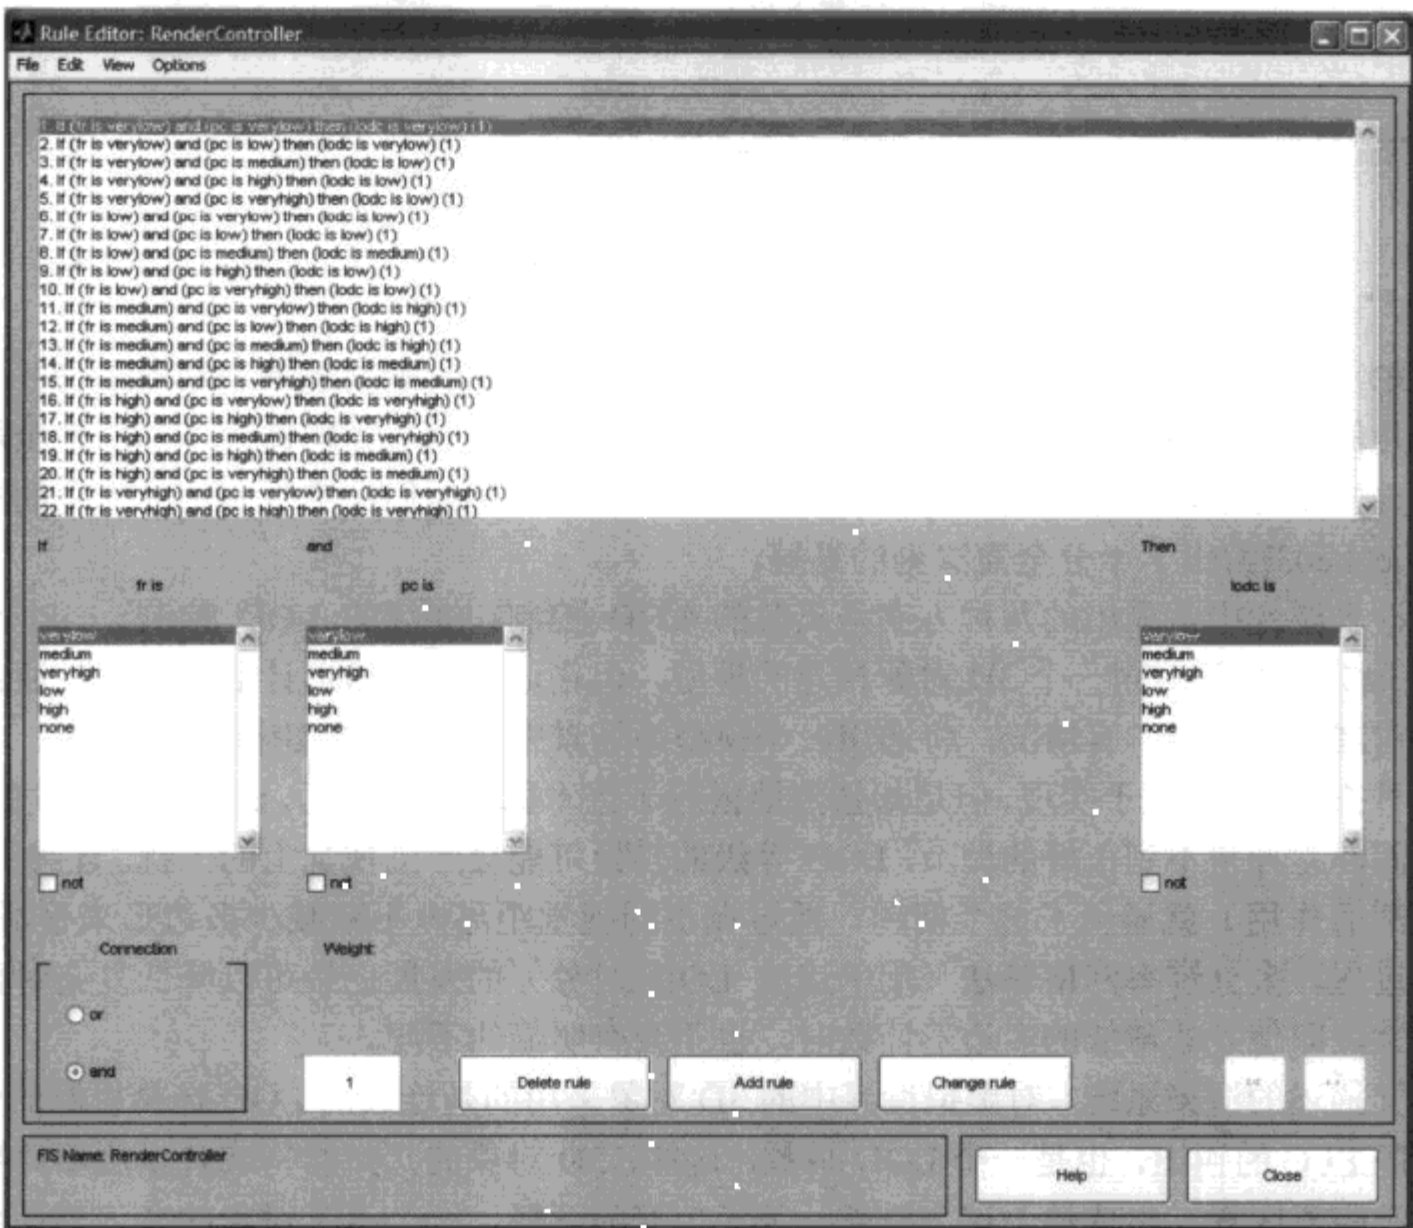 Rule Editor: RenderController
File Edit View Options
1. If (fr is verylow) and (pc is verylow) then (lodc is verylow) (1)
2. If (fr is verylow) and (pc is low) then (lodc is verylow) (1)
3. If (fr is verylow) and (pc is medium) then (lodc is low) (1)
4. If (fr is verylow) and (pc is high) then (lodc is low) (1)
5. If (fr is verylow) and (pc is veryhigh) then (lodc is low) (1)
6. If (fr is low) and (pc is verylow) then (lodc is low) (1)
7. If (fr is low) and (pc is low) then (lodc is low) (1)
8. If (fr is low) and (pc is medium) then (lodc is medium) (1)
9. If (fr is low) and (pc is high) then (lodc is low) (1)
10. If (fr is low) and (pc is veryhigh) then (lodc is low) (1)
11. If (fr is medium) and (pc is verylow) then (lodc is high) (1)
12. If (fr is medium) and (pc is low) then (lodc is high) (1)
13. If (fr is medium) and (pc is medium) then (lodc is high) (1)
14. If (fr is medium) and (pc is high) then (lodc is medium) (1)
15. If (fr is medium) and (pc is veryhigh) then (lodc is medium) (1)
16. If (fr is high) and (pc is verylow) then (lodc is veryhigh) (1)
17. If (fr is high) and (pc is high) then (lodc is veryhigh) (1)
18. If (fr is high) and (pc is medium) then (lodc is veryhigh) (1)
19. If (fr is high) and (pc is high) then (lodc is medium) (1)
20. If (fr is high) and (pc is veryhigh) then (lodc is medium) (1)
21. If (fr is veryhigh) and (pc is verylow) then (lodc is veryhigh) (1)
22. If (fr is veryhigh) and (pc is high) then (lodc is veryhigh) (1)
If and Then
fr is pc is lodc is
verylow verylow verylow
medium medium medium
veryhigh veryhigh veryhigh
low low low
high high high
none none none
not not not
Connection Weight:
or
and 1 Delete rule Add rule Change rule
FIS Name: RenderController
Help Close